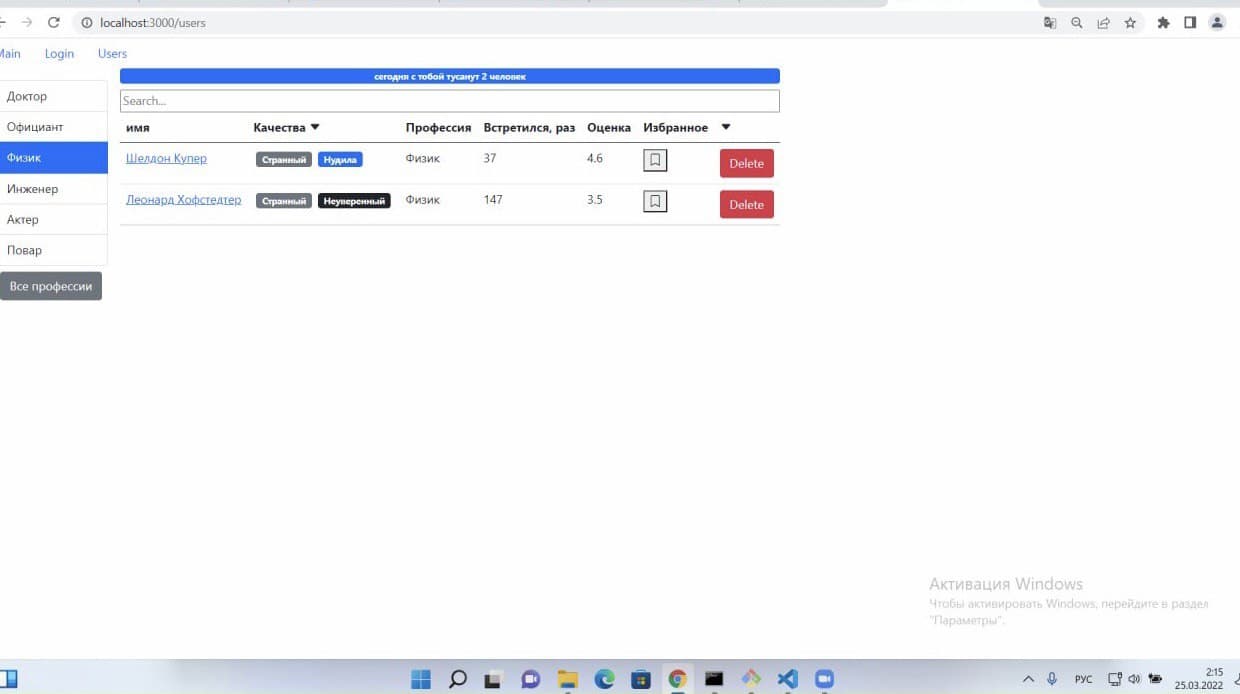 localhost:3000/users
Main Login Users
сегодня с тобой тусанут 2 человек
Доктор
Официант
Физик
Инженер
Актер
Повар
Все профессии
Search...
имя Качества Профессия Встретился, раз Оценка Избранное
Шелдон Купер Странный Нудила Физик 37 4.6 Delete
Леонард Хофстедтер Странный Неуверенный Физик 147 3.5 Delete
Активация Windows
Чтобы активировать Windows, перейдите в раздел
"Параметры".
РУС
2:15
25.03.2022